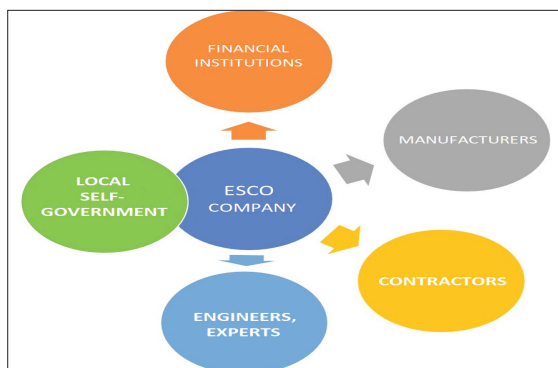 FINANCIAL
INSTITUTIONS
MANUFACTURERS
LOCAL
SELF-
GOVERNMENT
ESCO
COMPANY
CONTRACTORS
ENGINEERS,
EXPERTS